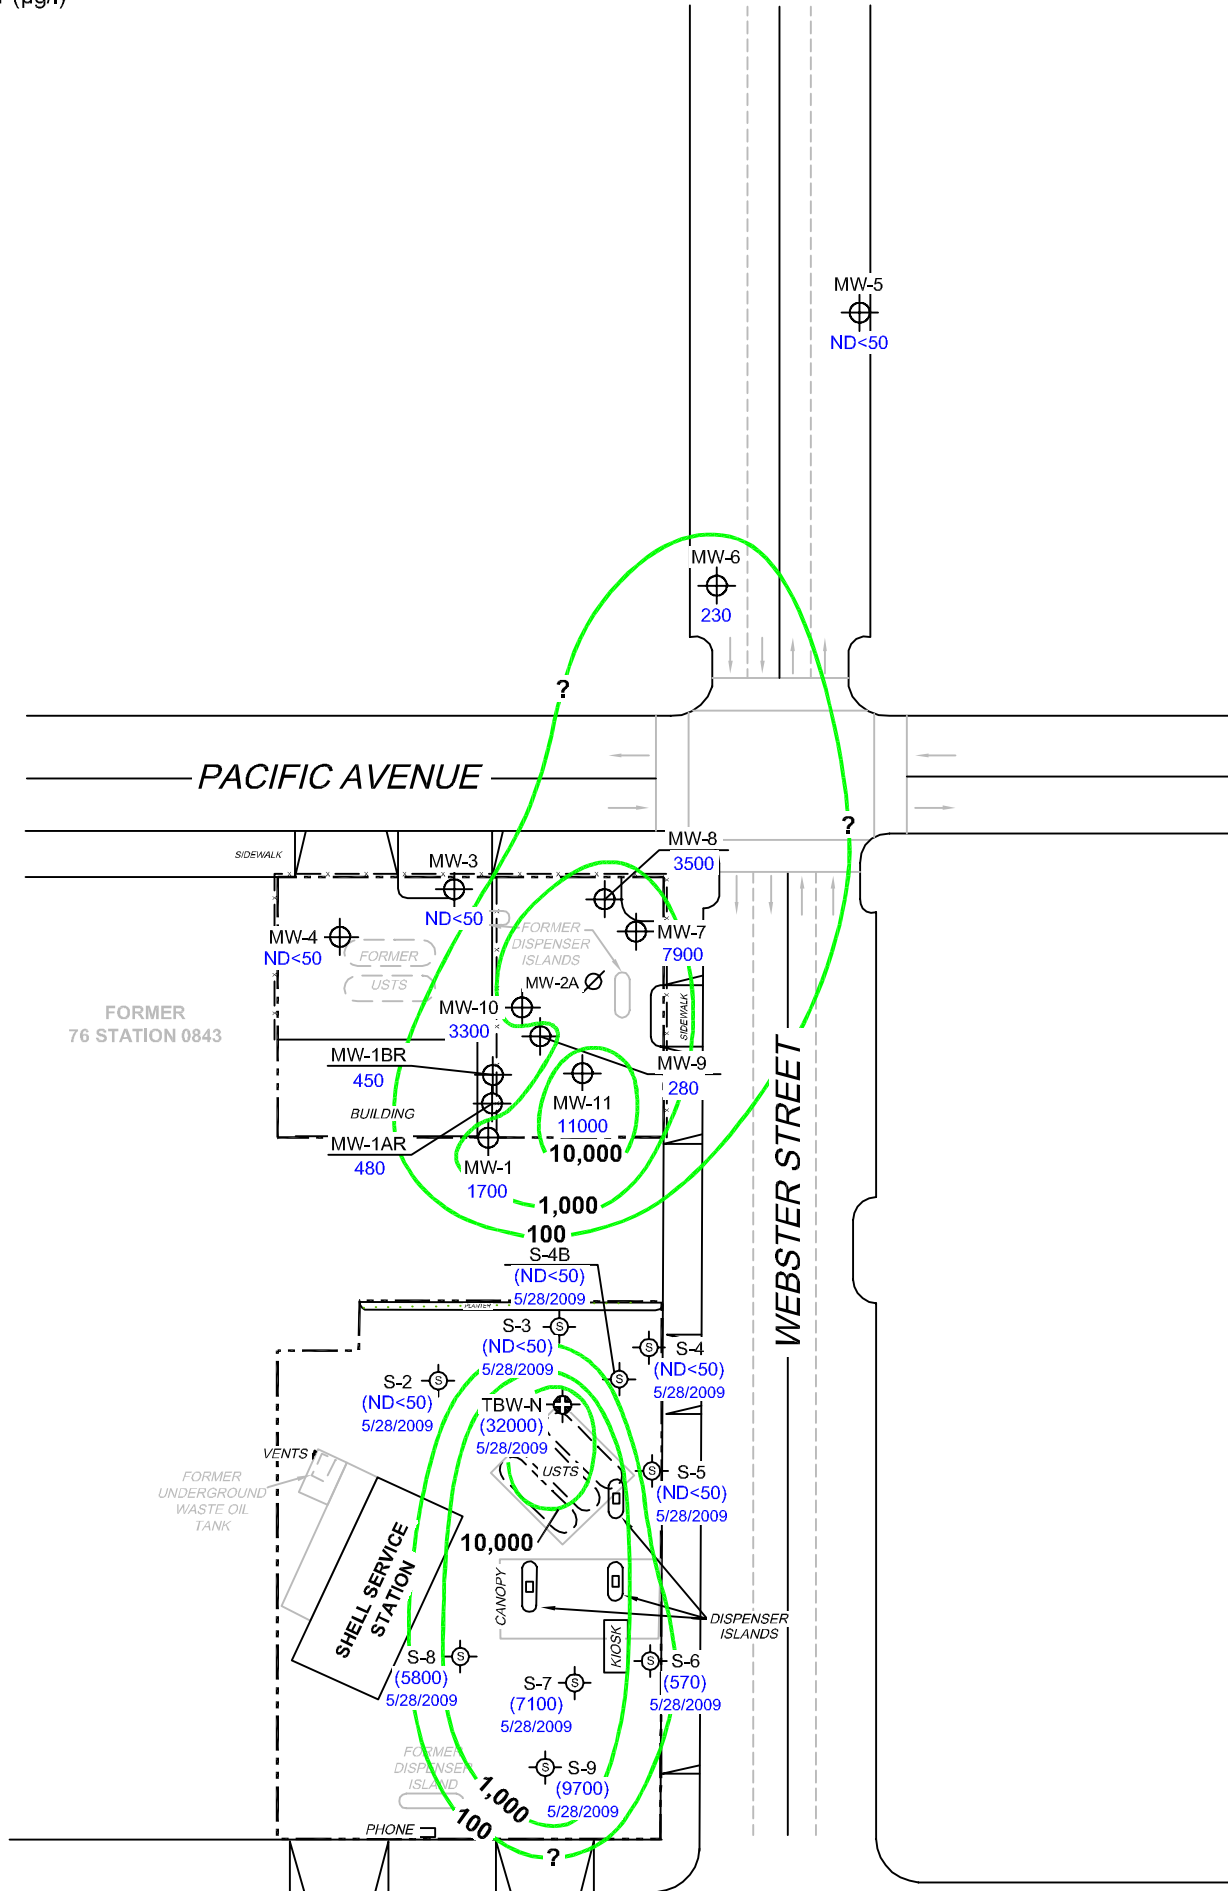 (µg/l)
MW-5
ND<50
MW-6
230
?
PACIFIC AVENUE
?
SIDEWALK
MW-3
ND<50
MW-8
3500
MW-4
ND<50
FORMER
USTS
FORMER
DISPENSER
ISLANDS
MW-7
7900
MW-2A
FORMER
76 STATION 0843
MW-10
3300
SIDEWALK
MW-1BR
450
MW-9
280
BUILDING
MW-11
11000
MW-1AR
480
10,000
MW-1
1700
1,000
100
WEBSTER STREET
S-4B
(ND<50)
5/28/2009
PLANTER
S-3
(ND<50)
5/28/2009
S-4
(ND<50)
5/28/2009
S-2
(ND<50)
5/28/2009
TBW-N
(32000)
5/28/2009
VENTS
FORMER
UNDERGROUND
WASTE OIL
TANK
USTS
S-5
(ND<50)
5/28/2009
10,000
SHELL SERVICE
STATION
CANOPY
DISPENSER
ISLANDS
KIOSK
S-8
(5800)
5/28/2009
S-7
(7100)
5/28/2009
S-6
(570)
5/28/2009
FORMER
DISPENSER
ISLAND
S-9
(9700)
5/28/2009
1,000
100
PHONE
?